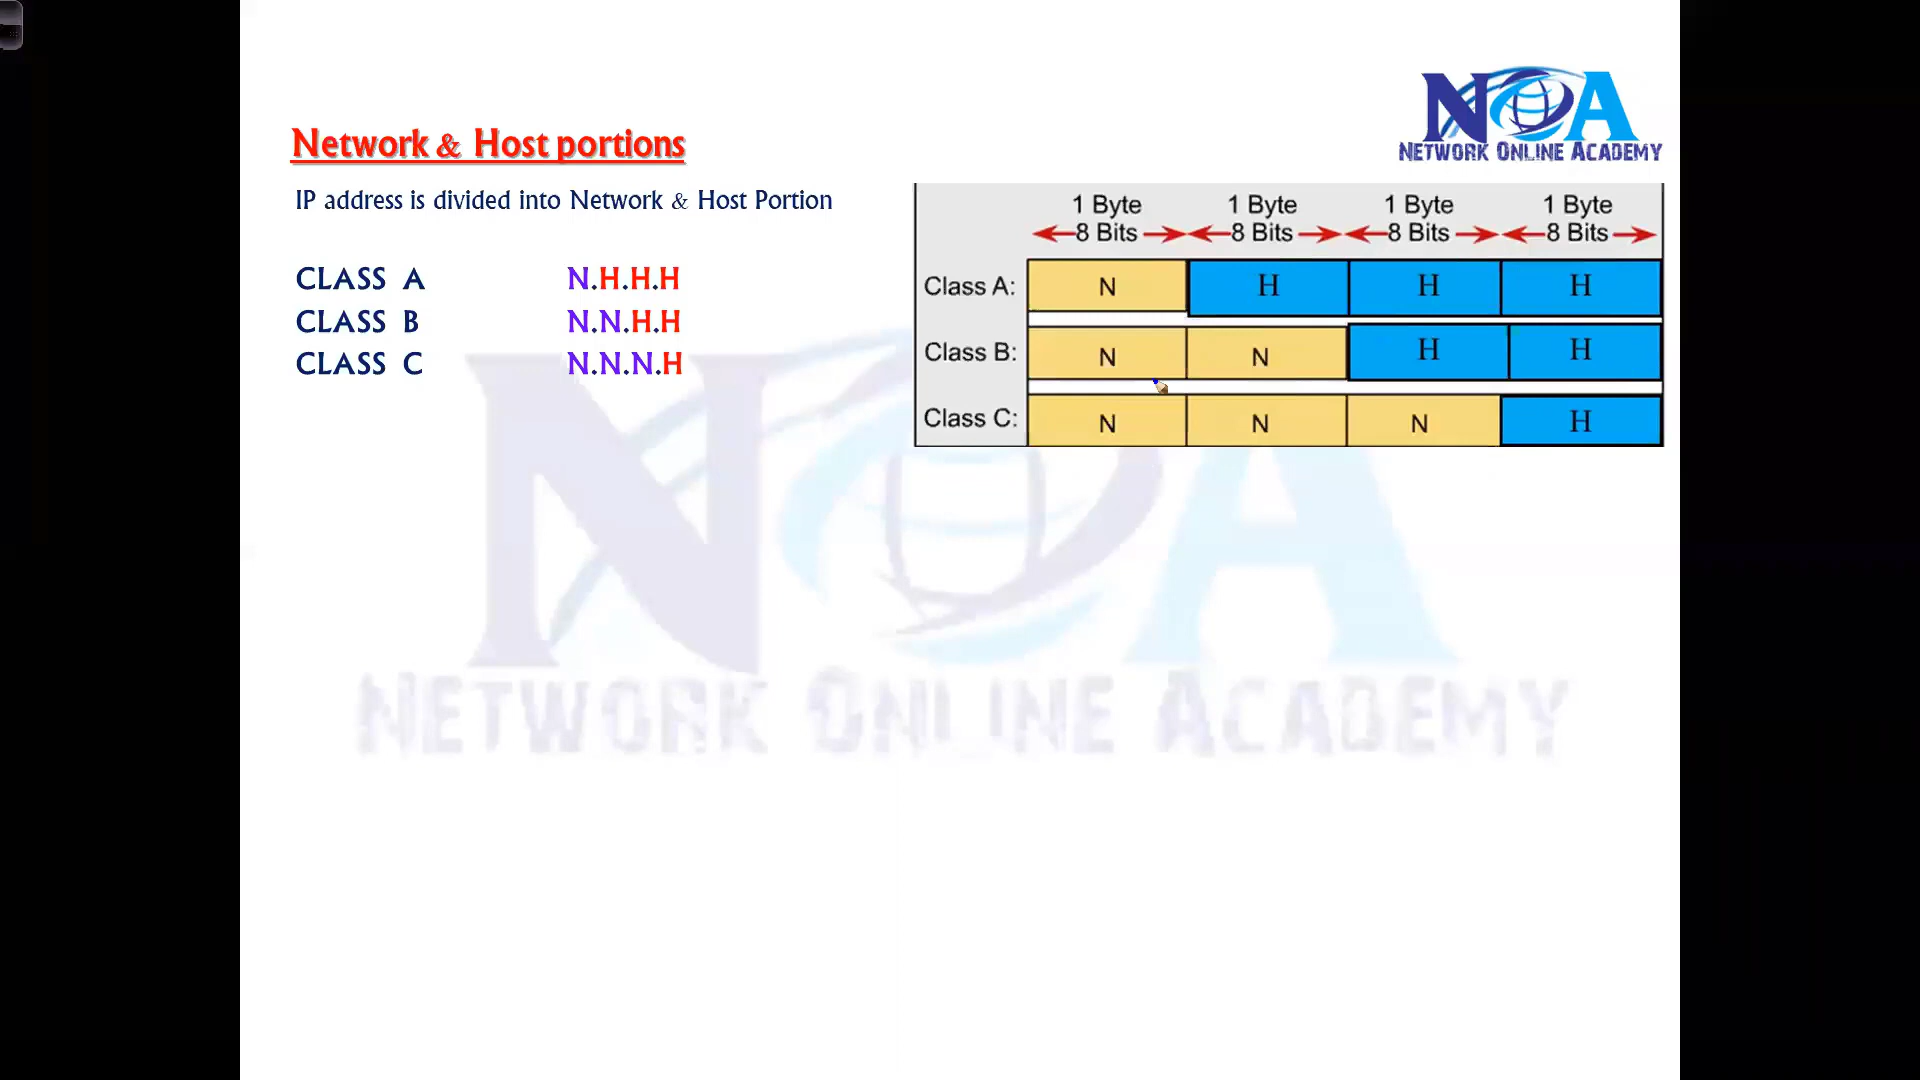 NOA
NETWORK ONLINE ACADEMY
Network & Host portions
IP address is divided into Network & Host Portion
CLASS A N.H.H.H
CLASS B N.N.H.H
CLASS C N.N.N.H
1 Byte 1 Byte 1 Byte 1 Byte
8 Bits 8 Bits 8 Bits 8 Bits
Class A: N H H H
Class B: N N H H
Class C: N N N H
NOA
NETWORK ONLINE ACADEMY